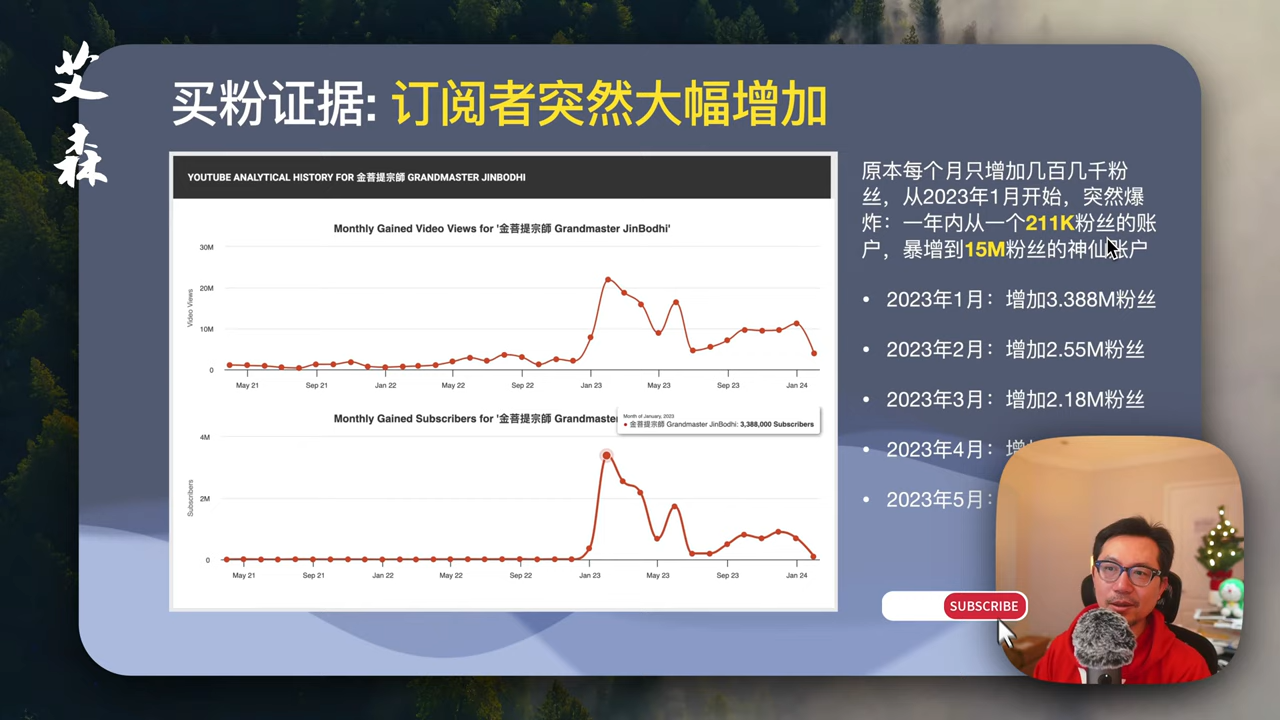 艾森
买粉证据: 订阅者突然大幅增加
YOUTUBE ANALYTICAL HISTORY FOR 金菩提宗師 GRANDMASTER JINBODHI
Monthly Gained Video Views for '金菩提宗師 Grandmaster JinBodhi'
30M
20M
10M
0
Video Views
May 21 Sep 21 Jan 22 May 22 Sep 22 Jan 23 May 23 Sep 23 Jan 24
Monthly Gained Subscribers for '金菩提宗師 Grandmaster
Month of January, 2023
金菩提宗師 Grandmaster JinBodhi: 3,388,000 Subscribers
4M
2M
0
Subscribers
May 21 Sep 21 Jan 22 May 22 Sep 22 Jan 23 May 23 Sep 23 Jan 24
原本每个月只增加几百几千粉
丝，从2023年1月开始，突然爆
炸：一年内从一个211K粉丝的账
户，暴增到15M粉丝的神仙账户
• 2023年1月：增加3.388M粉丝
• 2023年2月：增加2.55M粉丝
• 2023年3月：增加2.18M粉丝
• 2023年4月：增
• 2023年5月：
SUBSCRIBE